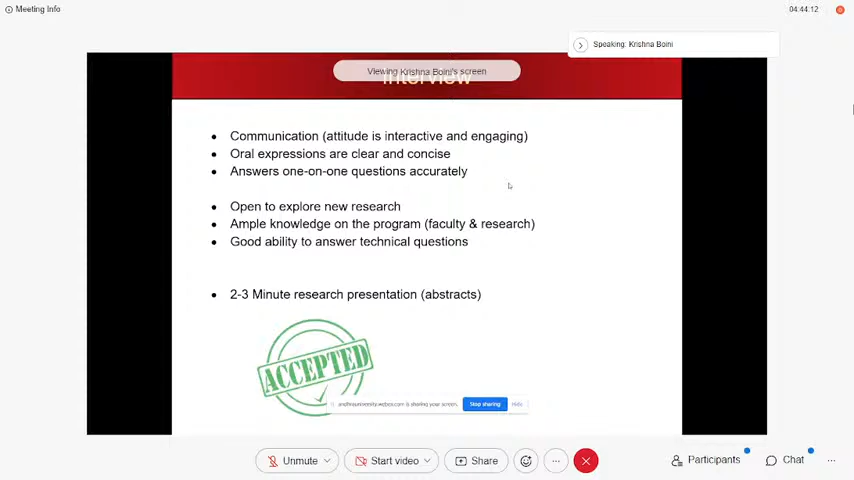 Meeting Info
04:44:12
Speaking: Krishna Boini
Viewing Krishna Boini's screen
Interview
Communication (attitude is interactive and engaging)
Oral expressions are clear and concise
Answers one-on-one questions accurately
Open to explore new research
Ample knowledge on the program (faculty & research)
Good ability to answer technical questions
2-3 Minute research presentation (abstracts)
ACCEPTED
andhrauniversity.webex.com is sharing your screen.
Stop sharing
Hide
Unmute
Start video
Share
Participants
Chat